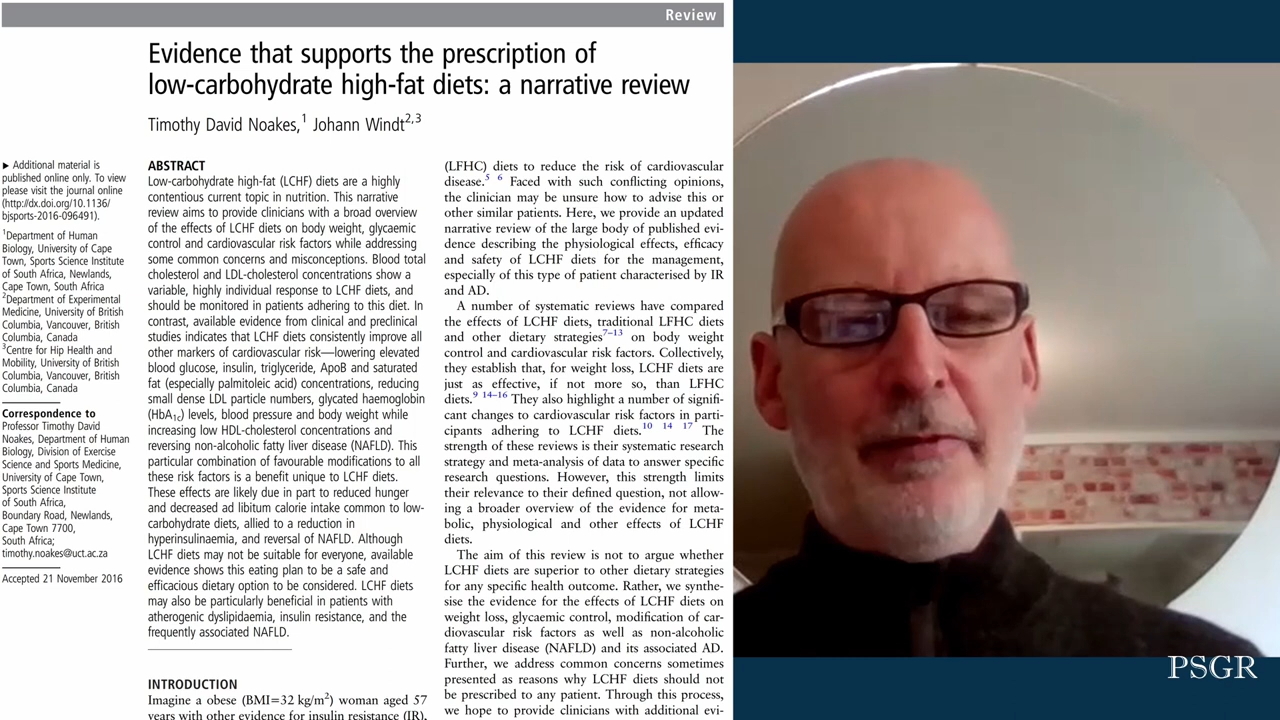 Review
Evidence that supports the prescription of
low-carbohydrate high-fat diets: a narrative review
Timothy David Noakes,1 Johann Windt2,3
▶ Additional material is
published online only. To view
please visit the journal online
(http://dx.doi.org/10.1136/
bjsports-2016-096491).
1Department of Human
Biology, University of Cape
Town, Sports Science Institute
of South Africa, Newlands,
Cape Town, South Africa
2Department of Experimental
Medicine, University of British
Columbia, Vancouver, British
Columbia, Canada
3Centre for Hip Health and
Mobility, University of British
Columbia, Vancouver, British
Columbia, Canada
Correspondence to
Professor Timothy David
Noakes, Department of Human
Biology, Division of Exercise
Science and Sports Medicine,
University of Cape Town,
Sports Science Institute
of South Africa,
Boundary Road, Newlands,
Cape Town 7700,
South Africa;
timothy.noakes@uct.ac.za
Accepted 21 November 2016
ABSTRACT
Low-carbohydrate high-fat (LCHF) diets are a highly
contentious current topic in nutrition. This narrative
review aims to provide clinicians with a broad overview
of the effects of LCHF diets on body weight, glycaemic
control and cardiovascular risk factors while addressing
some common concerns and misconceptions. Blood total
cholesterol and LDL-cholesterol concentrations show a
variable, highly individual response to LCHF diets, and
should be monitored in patients adhering to this diet. In
contrast, available evidence from clinical and preclinical
studies indicates that LCHF diets consistently improve all
other markers of cardiovascular risk—lowering elevated
blood glucose, insulin, triglyceride, ApoB and saturated
fat (especially palmitoleic acid) concentrations, reducing
small dense LDL particle numbers, glycated haemoglobin
(HbA1c) levels, blood pressure and body weight while
increasing low HDL-cholesterol concentrations and
reversing non-alcoholic fatty liver disease (NAFLD). This
particular combination of favourable modifications to all
these risk factors is a benefit unique to LCHF diets.
These effects are likely due in part to reduced hunger
and decreased ad libitum calorie intake common to low-
carbohydrate diets, allied to a reduction in
hyperinsulinaemia, and reversal of NAFLD. Although
LCHF diets may not be suitable for everyone, available
evidence shows this eating plan to be a safe and
efficacious dietary option to be considered. LCHF diets
may also be particularly beneficial in patients with
atherogenic dyslipidaemia, insulin resistance, and the
frequently associated NAFLD.
INTRODUCTION
Imagine a obese (BMI=32 kg/m2) woman aged 57
years with other evidence for insulin resistance (IR),
(LFHC) diets to reduce the risk of cardiovascular
disease.5 6 Faced with such conflicting opinions,
the clinician may be unsure how to advise this or
other similar patients. Here, we provide an updated
narrative review of the large body of published evi-
dence describing the physiological effects, efficacy
and safety of LCHF diets for the management,
especially of this type of patient characterised by IR
and AD.
A number of systematic reviews have compared
the effects of LCHF diets, traditional LFHC diets
and other dietary strategies7–13 on body weight
control and cardiovascular risk factors. Collectively,
they establish that, for weight loss, LCHF diets are
just as effective, if not more so, than LFHC
diets.9 14–16 They also highlight a number of signifi-
cant changes to cardiovascular risk factors in parti-
cipants adhering to LCHF diets.10 14 17 The
strength of these reviews is their systematic research
strategy and meta-analysis of data to answer specific
research questions. However, this strength limits
their relevance to their defined question, not allow-
ing a broader overview of the evidence for meta-
bolic, physiological and other effects of LCHF
diets.
The aim of this review is not to argue whether
LCHF diets are superior to other dietary strategies
for any specific health outcome. Rather, we synthe-
sise the evidence for the effects of LCHF diets on
weight loss, glycaemic control, modification of car-
diovascular risk factors as well as non-alcoholic
fatty liver disease (NAFLD) and its associated AD.
Further, we address common concerns sometimes
presented as reasons why LCHF diets should not
be prescribed to any patient. Through this process,
we hope to provide clinicians with additional evi-
PSGR